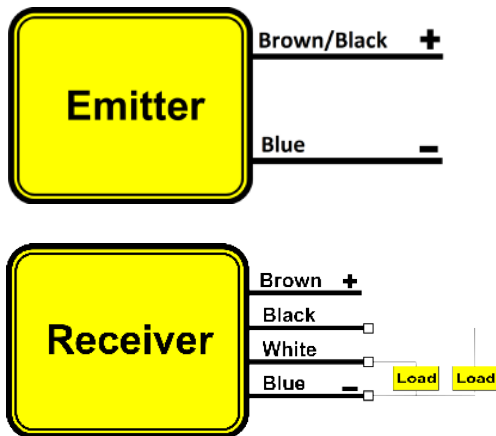 Brown/Black +
Emitter
Blue -
Brown +
Black
Receiver
White
Blue -
Load Load